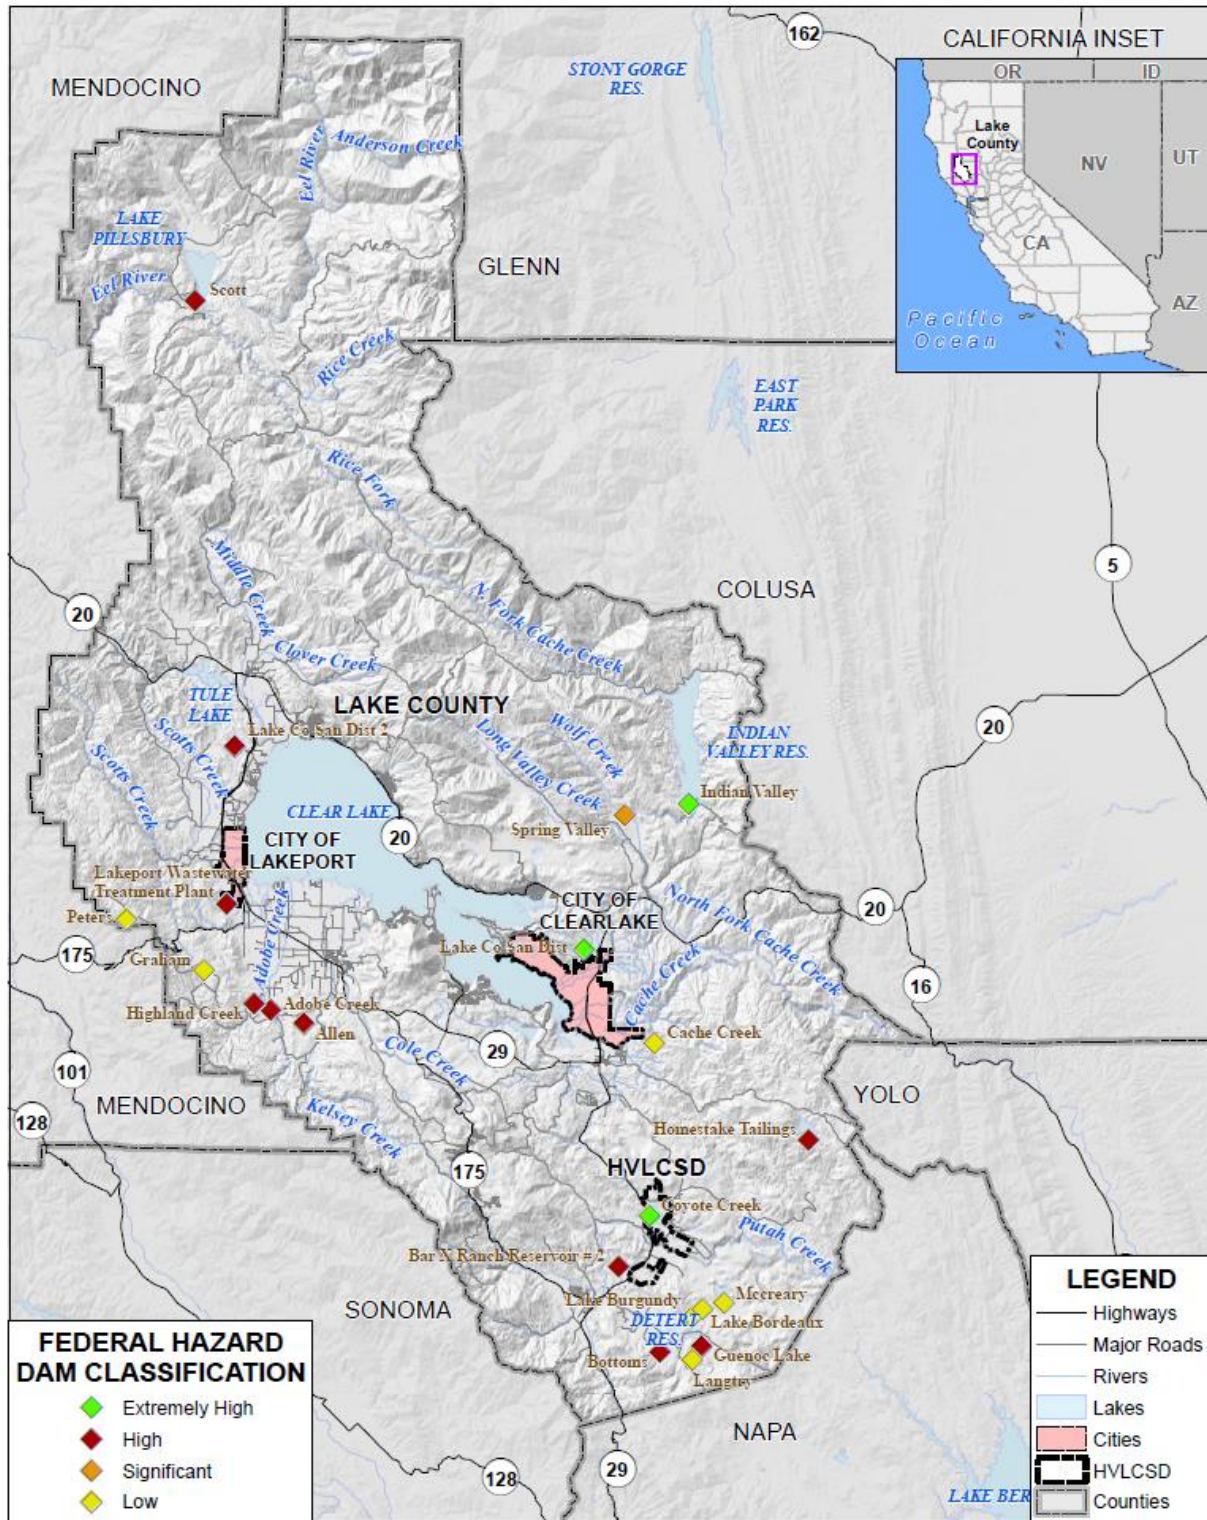 162
CALIFORNIA INSET
OR
ID
Lake
County
NV
UT
CA
AZ
Pacific
Ocean
MENDOCINO
STONY GORGE
RES.
Eel River
Anderson Creek
LAKE
PILLSBURY
GLENN
Eel River
Scott
Rice Creek
EAST
PARK
RES.
Rice Fork
5
Middle Creek
COLUSA
20
N. Fork Cache Creek
Clover Creek
TULE
LAKE
LAKE COUNTY
Scotts Creek
Lake Co San Dist 2
Long Valley Creek
Wolf Creek
INDIAN
VALLEY RES.
20
Scotts Creek
CLEAR LAKE
Indian Valley
Spring Valley
20
CITY OF
LAKEPORT
Lakeport Wastewater
Treatment Plant
CITY OF
CLEARLAKE
North Fork Cache Creek
20
Peters
Adobe Creek
175
Lake Co San Dist
Graham
Cache Creek
16
Highland Creek
Adobe Creek
Allen
Cache Creek
29
Cole Creek
101
MENDOCINO
YOLO
128
Kelsey Creek
Homestake Tailings
175
HVLCSD
Coyote Creek
Putah Creek
Bar X Ranch Reservoir # 2
Lake Burgundy
Mccreary
SONOMA
DETERT
RES.
Lake Bordeaux
Bottoms
Guenoc Lake
Langtry
NAPA
128
29
LAKE BER
FEDERAL HAZARD
DAM CLASSIFICATION
Extremely High
High
Significant
Low
LEGEND
Highways
Major Roads
Rivers
Lakes
Cities
HVLCSD
Counties